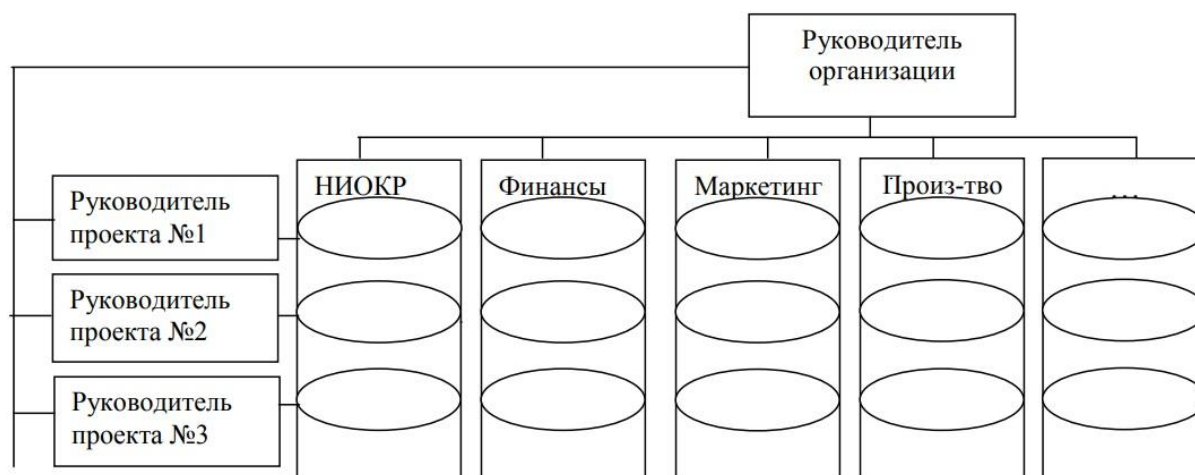 Руководитель
организации
НИОКР
Финансы
Маркетинг
Произ-тво
...
Руководитель
проекта №1
Руководитель
проекта №2
Руководитель
проекта №3